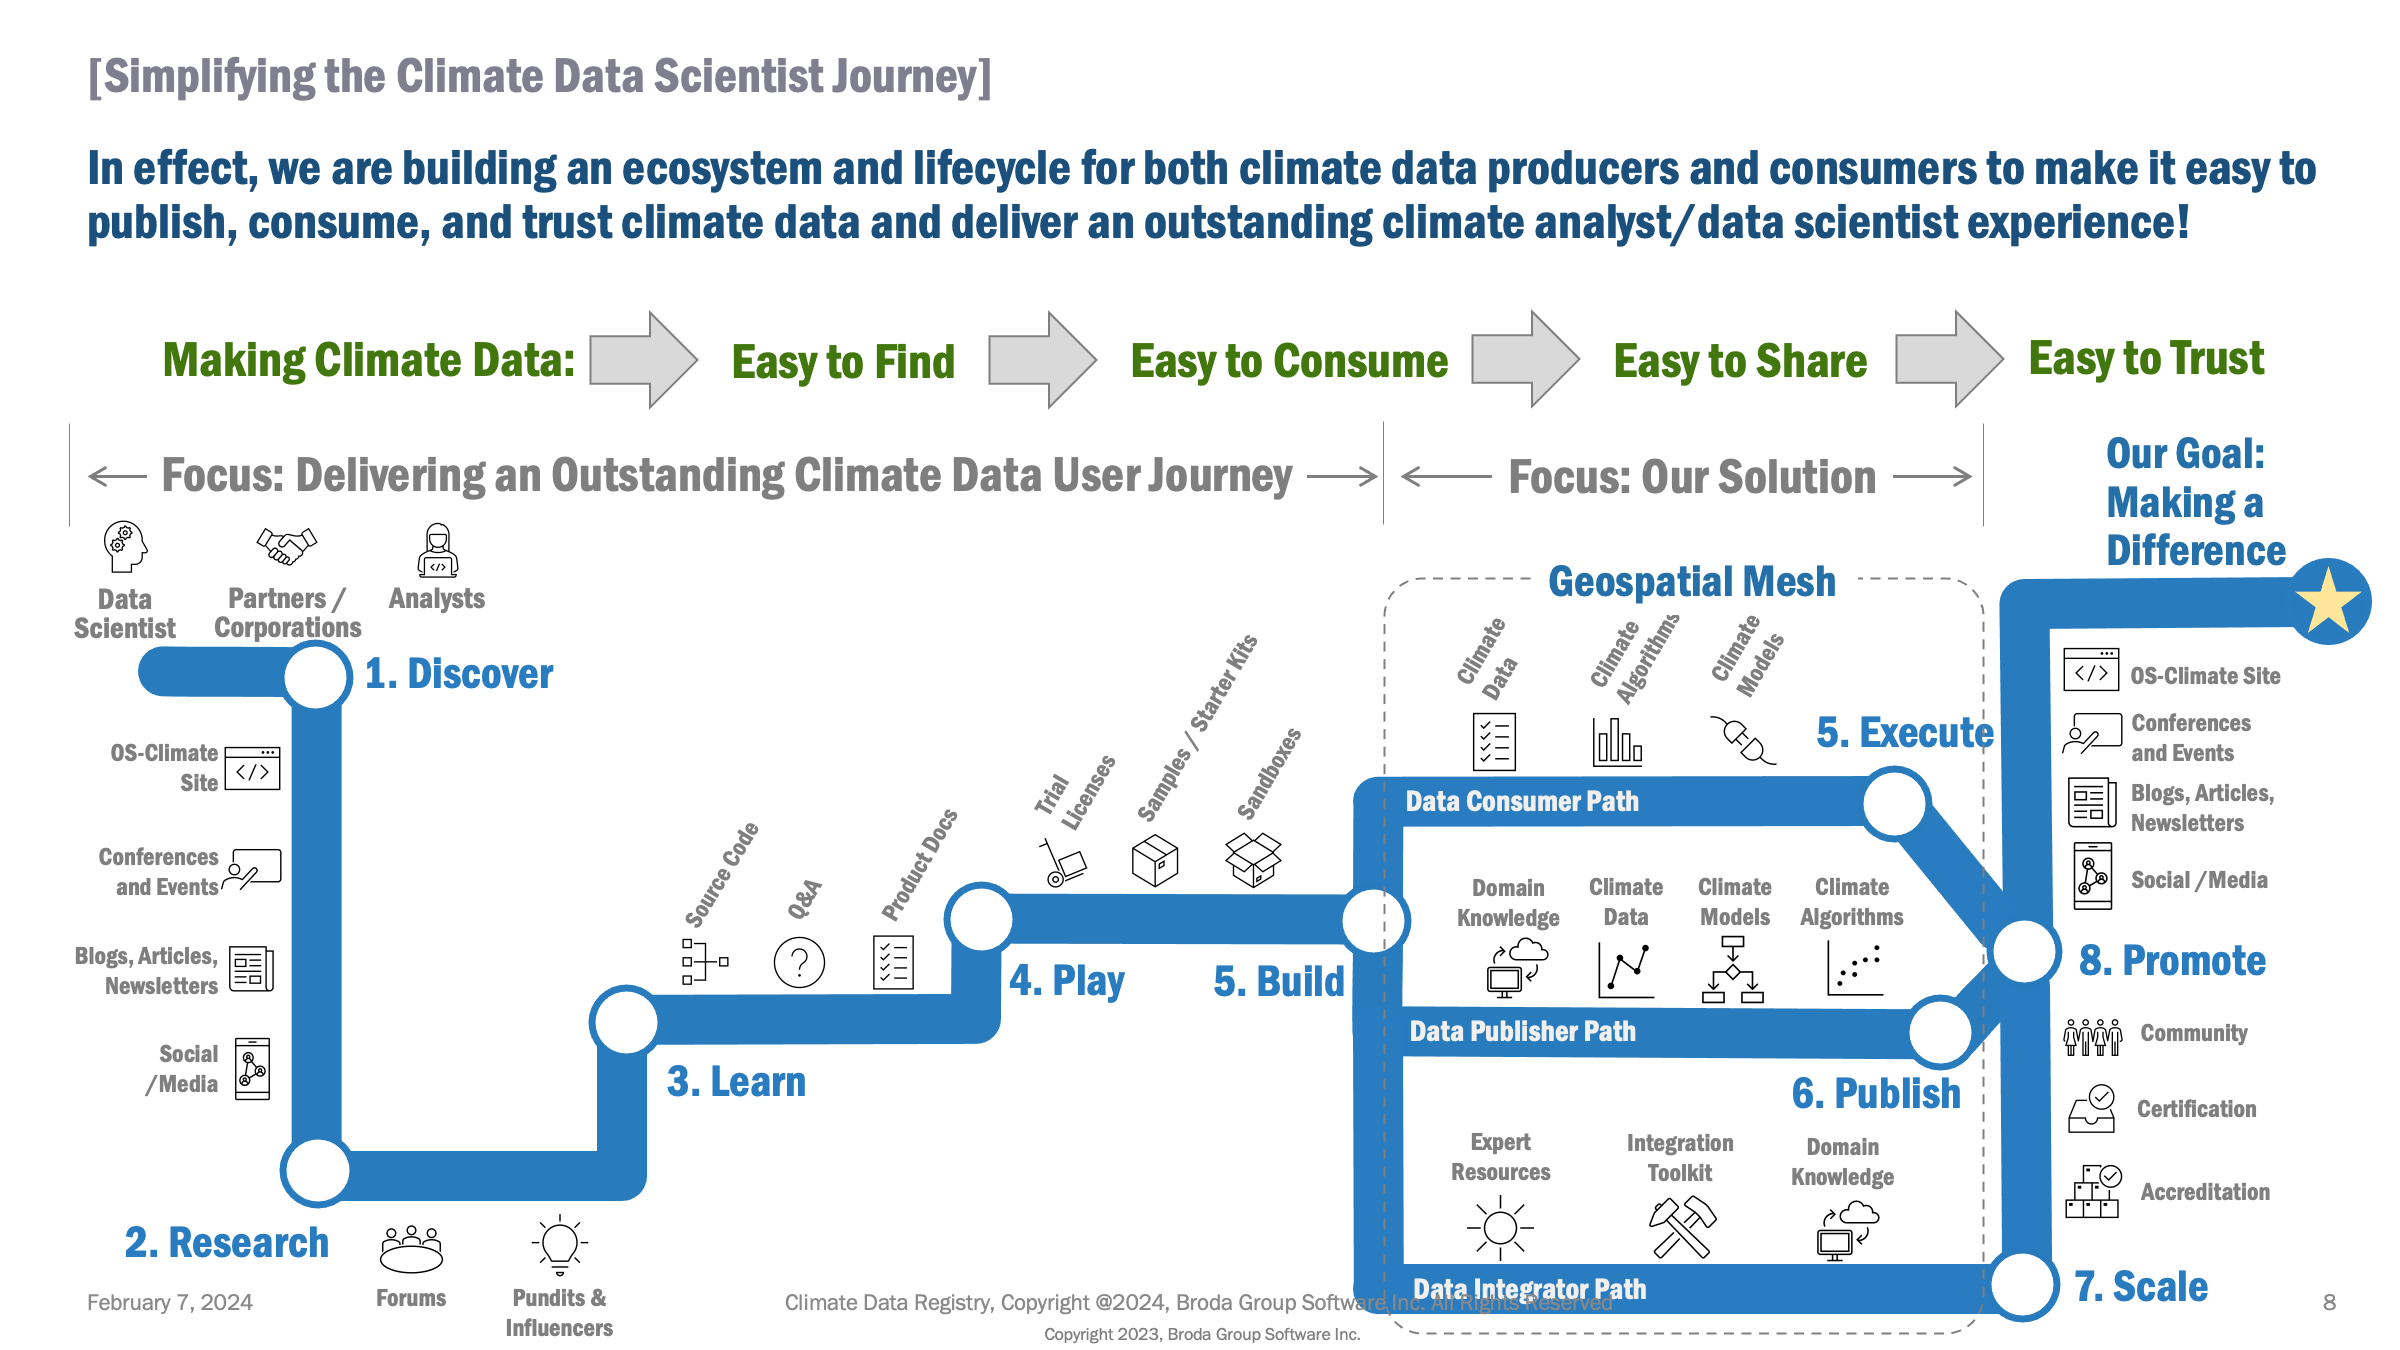 [Simplifying the Climate Data Scientist Journey]
In effect, we are building an ecosystem and lifecycle for both climate data producers and consumers to make it easy to
publish, consume, and trust climate data and deliver an outstanding climate analyst/data scientist experience!
Making Climate Data:
Easy to Find
Easy to Consume
Easy to Share
Easy to Trust
Focus: Delivering an Outstanding Climate Data User Journey
Focus: Our Solution
Our Goal:
Making a
Difference
Data
Scientist
Partners /
Corporations
Analysts
1. Discover
OS-Climate
Site
Conferences
and Events
Blogs, Articles,
Newsletters
Social
/Media
2. Research
Forums
Pundits &
Influencers
3. Learn
Source Code
Q&A
Product Docs
4. Play
Trial
Licenses
Samples / Starter Kits
Sandboxes
5. Build
Geospatial Mesh
Climate
Data
Climate
Algorithms
Climate
Models
5. Execute
Data Consumer Path
Domain
Knowledge
Climate
Data
Climate
Models
Climate
Algorithms
Data Publisher Path
6. Publish
Expert
Resources
Integration
Toolkit
Domain
Knowledge
Data Integrator Path
7. Scale
OS-Climate Site
Conferences
and Events
Blogs, Articles,
Newsletters
Social /Media
8. Promote
Community
Certification
Accreditation
February 7, 2024
Climate Data Registry, Copyright @2024, Broda Group Software Inc. All Rights Reserved
Copyright 2023, Broda Group Software Inc.
8